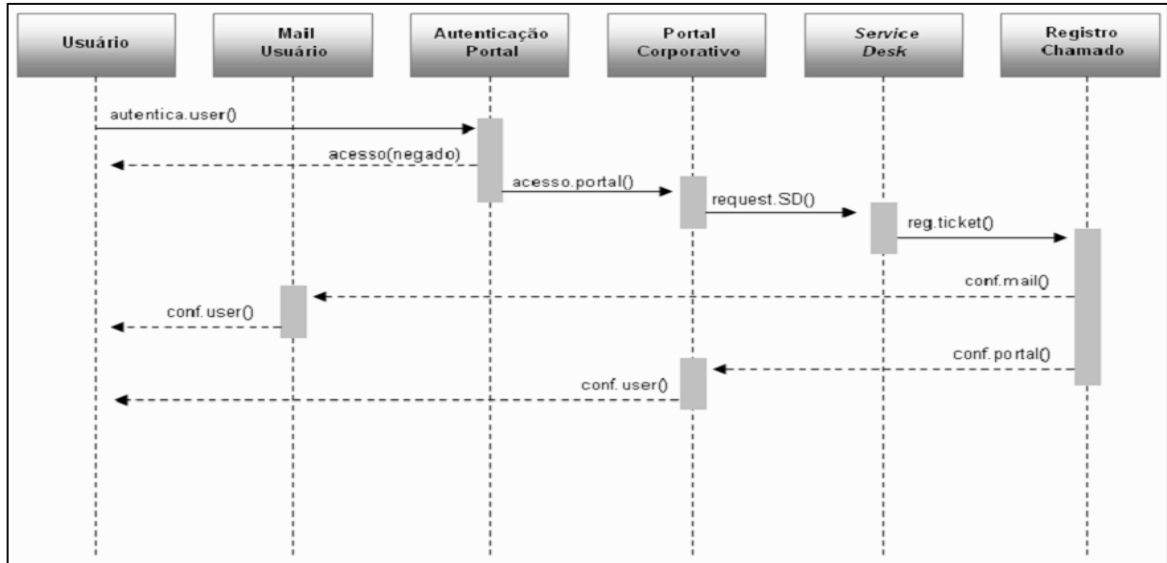 Usuário
Mail
Usuário
Autenticação
Portal
Portal
Corporativo
Service
Desk
Registro
Chamado
autentica.user()
acesso(negado)
acesso.portal()
request.SD()
reg.ticket()
conf.mail()
conf.user()
conf.portal()
conf.user()